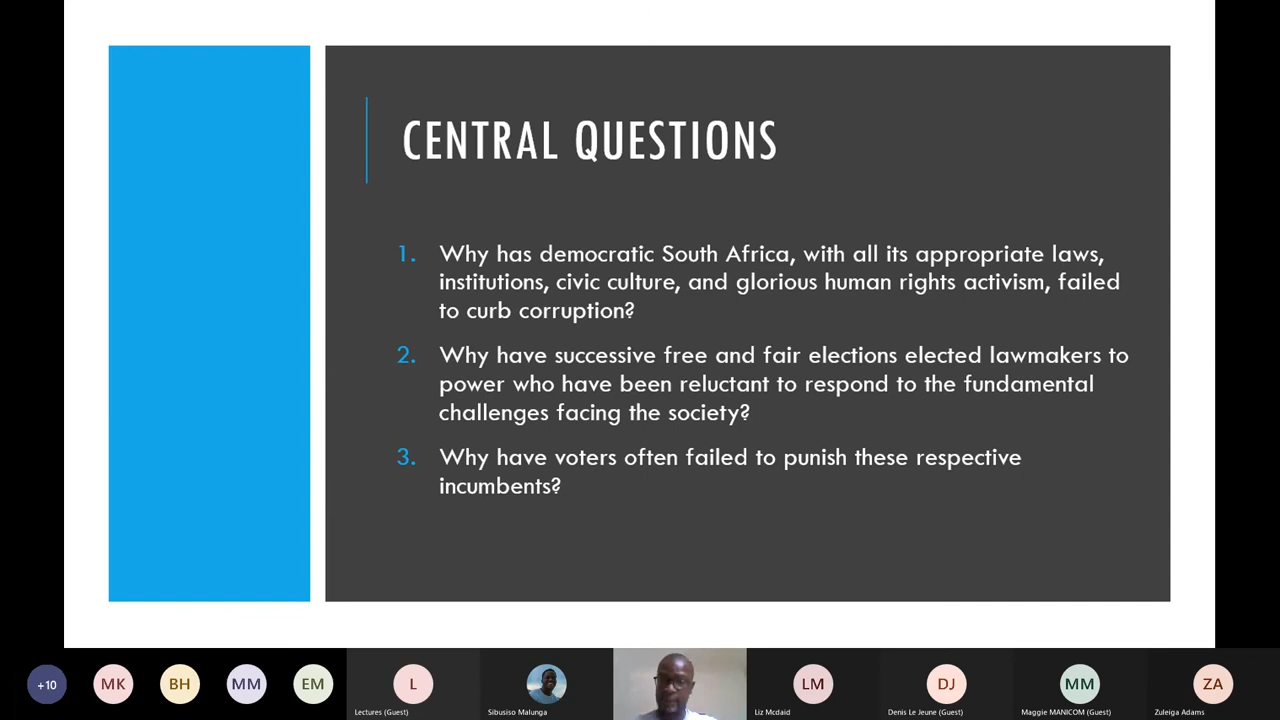 CENTRAL QUESTIONS
1. Why has democratic South Africa, with all its appropriate laws,
institutions, civic culture, and glorious human rights activism, failed
to curb corruption?
2. Why have successive free and fair elections elected lawmakers to
power who have been reluctant to respond to the fundamental
challenges facing the society?
3. Why have voters often failed to punish these respective
incumbents?
+10 MK BH MM EM L LM DJ MM ZA
Lectures (Guest) Sibusiso Malunga Liz Mcdaid Denis Le Jeune (Guest) Maggie MANICOM (Guest) Zuleiga Adams